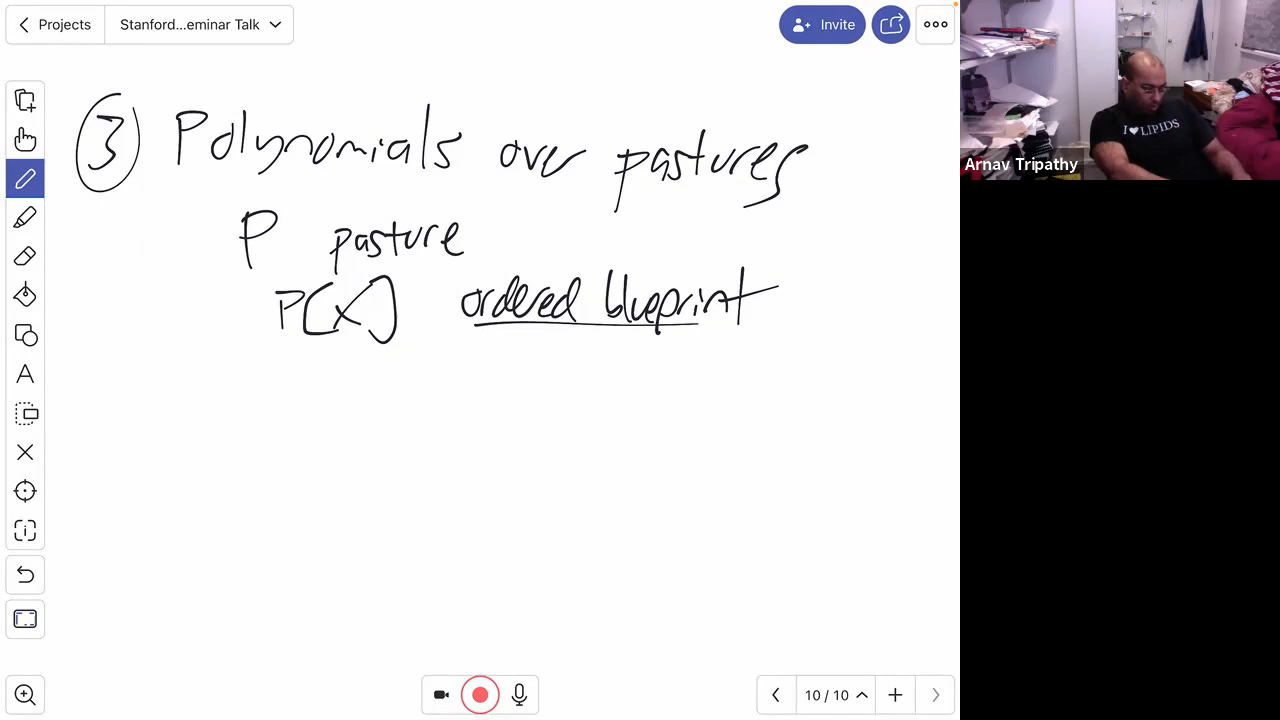 Projects
Stanford...eminar Talk
Invite
③ Polynomials over pastures
P pasture
P[x] ordered blueprint
A
10 / 10
I ♥ LIPIDS
Arnav Tripathy